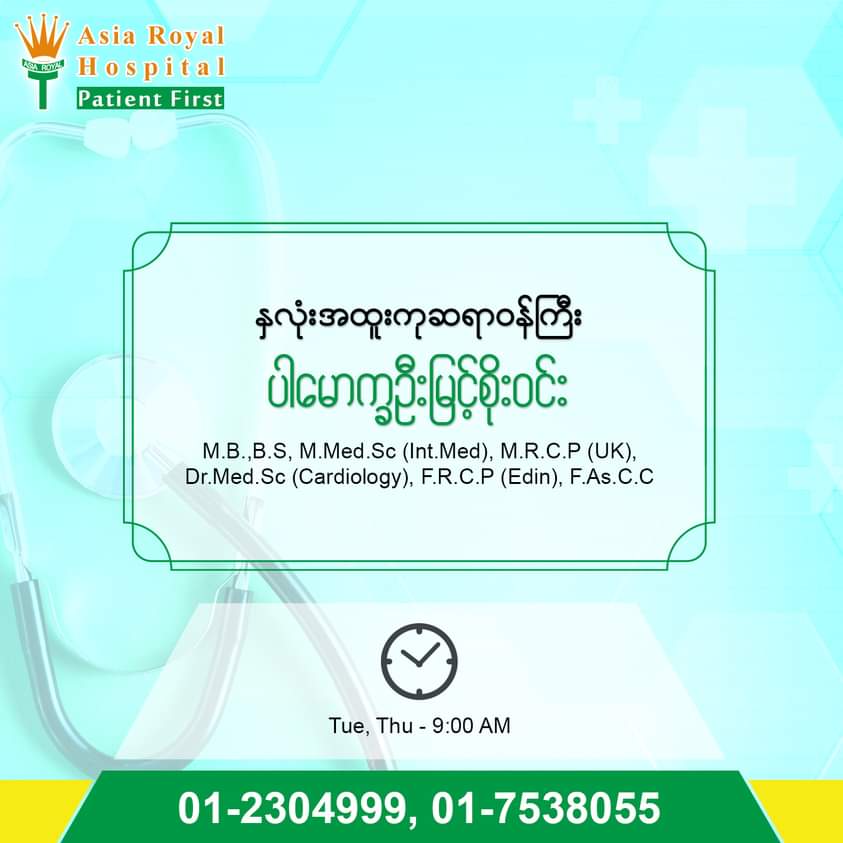 Asia Royal
Hospital
Patient First
ASIA ROYAL
နှလုံးအထူးကုဆရာဝန်ကြီး
ပါမောက္ခဦးမြင့်စိုးဝင်း
M.B.,B.S, M.Med.Sc (Int.Med), M.R.C.P (UK),
Dr.Med.Sc (Cardiology), F.R.C.P (Edin), F.As.C.C
Tue, Thu - 9:00 AM
01-2304999, 01-7538055